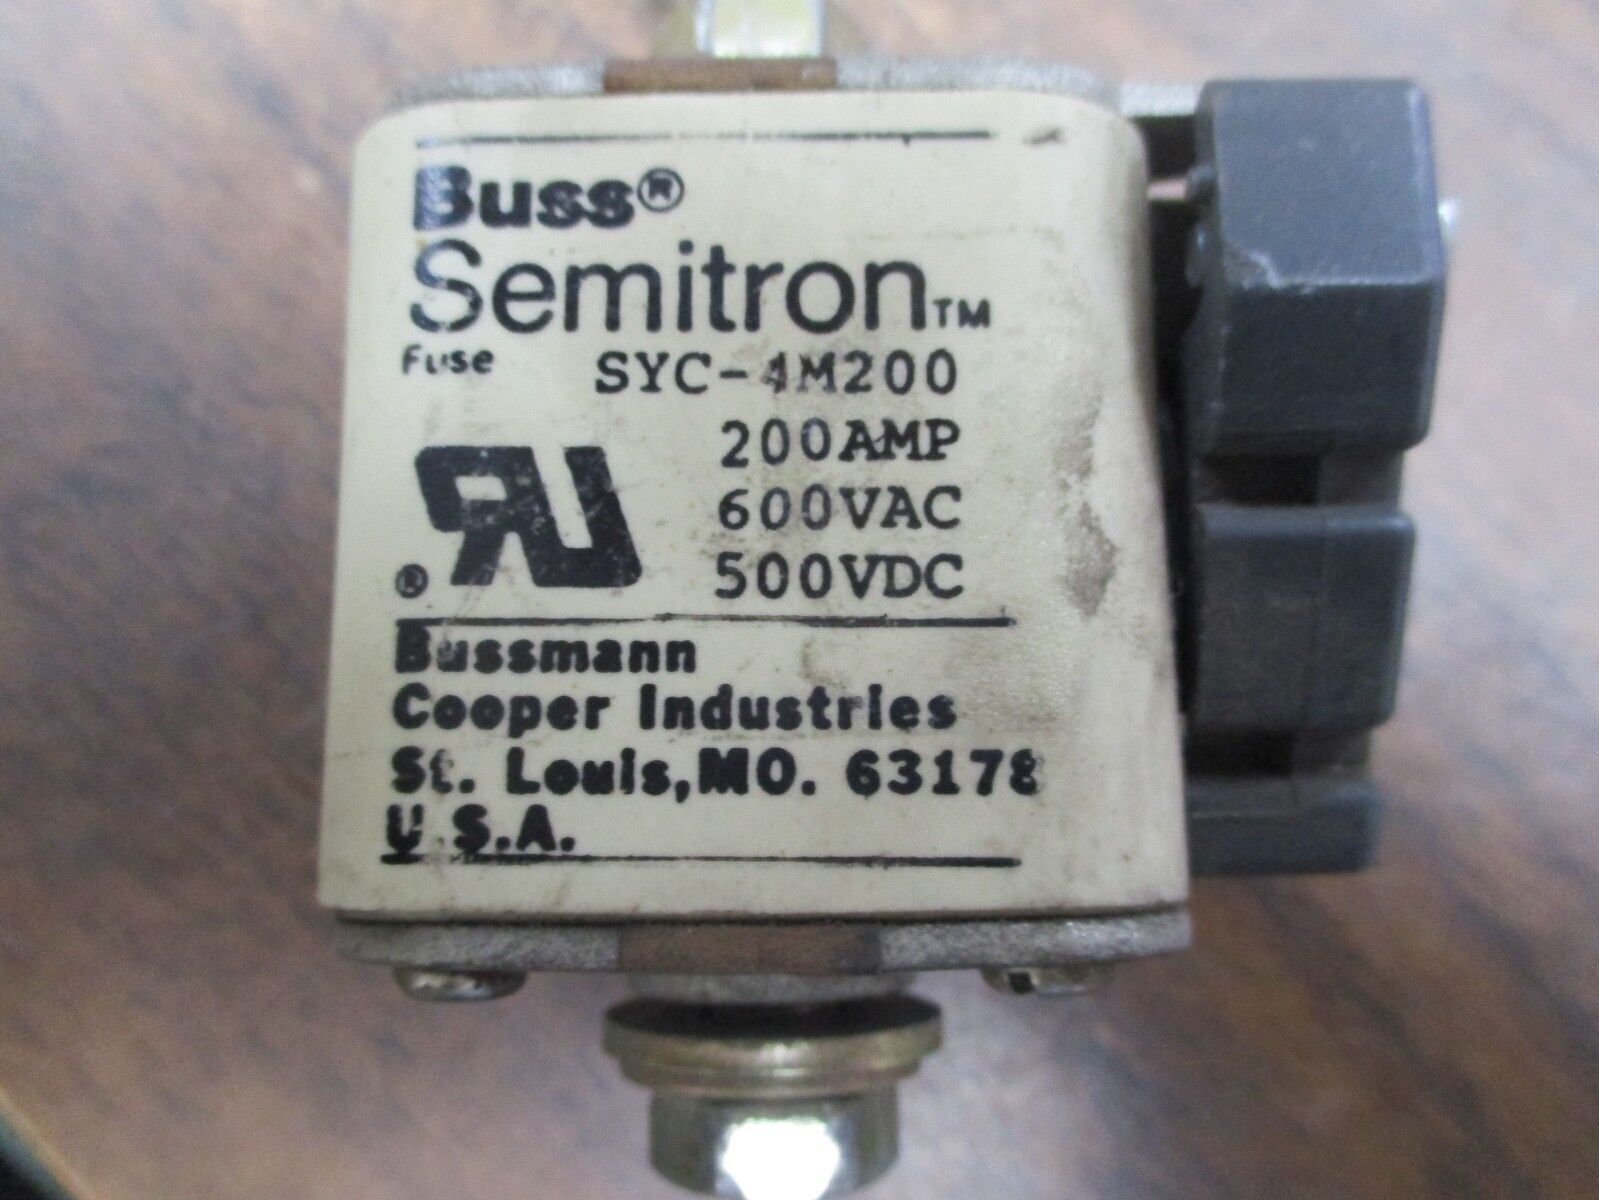 Buss®
Semitron™
Fuse SYC-4M200
200AMP
600VAC
500VDC
®
Bussmann
Cooper Industries
St. Louis, MO. 63178
U.S.A.